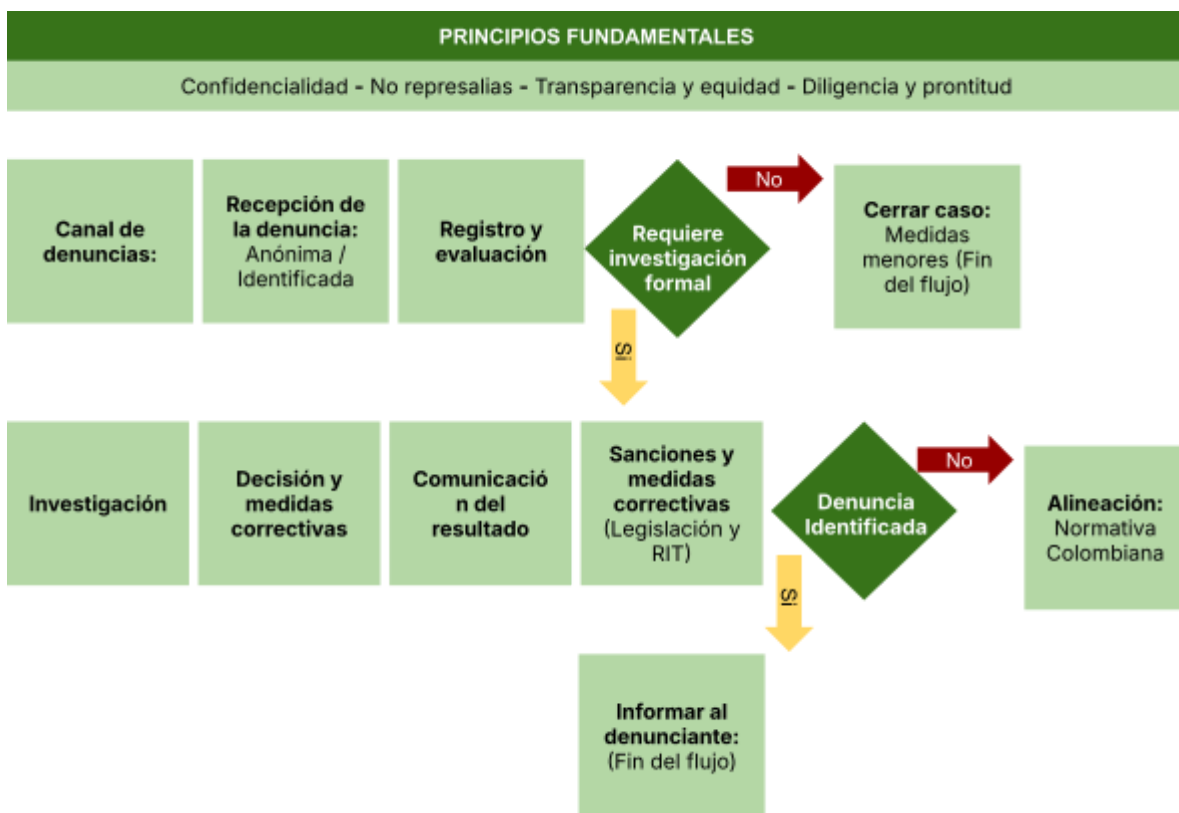 PRINCIPIOS FUNDAMENTALES
Confidencialidad - No represalias - Transparencia y equidad - Diligencia y prontitud
Canal de
denuncias:
Recepción de
la denuncia:
Anónima /
Identificada
Registro y
evaluación
Requiere
investigación
formal
No
Cerrar caso:
Medidas
menores (Fin
del flujo)
Si
Investigación
Decisión y
medidas
correctivas
Comunicació
n del
resultado
Sanciones y
medidas
correctivas
(Legislación y
RIT)
Denuncia
Identificada
No
Alineación:
Normativa
Colombiana
Si
Informar al
denunciante:
(Fin del flujo)